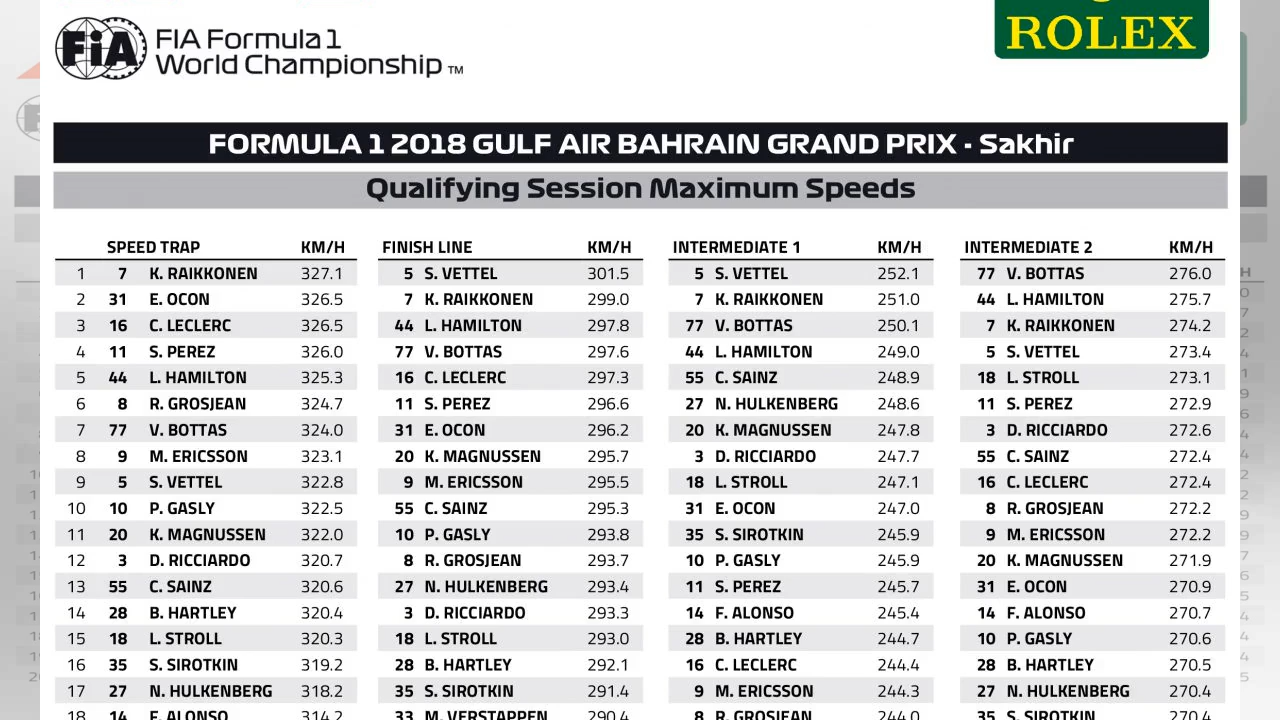 ROLEX
FiA FIA Formula 1
World Championship ™
FORMULA 1 2018 GULF AIR BAHRAIN GRAND PRIX - Sakhir
Qualifying Session Maximum Speeds
SPEED TRAP KM/H FINISH LINE KM/H INTERMEDIATE 1 KM/H INTERMEDIATE 2 KM/H
1 7 K. RAIKKONEN 327.1 5 S. VETTEL 301.5 5 S. VETTEL 252.1 77 V. BOTTAS 276.0
2 31 E. OCON 326.5 7 K. RAIKKONEN 299.0 7 K. RAIKKONEN 251.0 44 L. HAMILTON 275.7
3 16 C. LECLERC 326.5 44 L. HAMILTON 297.8 77 V. BOTTAS 250.1 7 K. RAIKKONEN 274.2
4 11 S. PEREZ 326.0 77 V. BOTTAS 297.6 44 L. HAMILTON 249.0 5 S. VETTEL 273.4
5 44 L. HAMILTON 325.3 16 C. LECLERC 297.3 55 C. SAINZ 248.9 18 L. STROLL 273.1
6 8 R. GROSJEAN 324.7 11 S. PEREZ 296.6 27 N. HULKENBERG 248.6 11 S. PEREZ 272.9
7 77 V. BOTTAS 324.0 31 E. OCON 296.2 20 K. MAGNUSSEN 247.8 3 D. RICCIARDO 272.6
8 9 M. ERICSSON 323.1 20 K. MAGNUSSEN 295.7 3 D. RICCIARDO 247.7 55 C. SAINZ 272.4
9 5 S. VETTEL 322.8 9 M. ERICSSON 295.5 18 L. STROLL 247.1 16 C. LECLERC 272.4
10 10 P. GASLY 322.5 55 C. SAINZ 295.3 31 E. OCON 247.0 8 R. GROSJEAN 272.2
11 20 K. MAGNUSSEN 322.0 10 P. GASLY 293.8 35 S. SIROTKIN 245.9 9 M. ERICSSON 272.2
12 3 D. RICCIARDO 320.7 8 R. GROSJEAN 293.7 10 P. GASLY 245.9 20 K. MAGNUSSEN 271.9
13 55 C. SAINZ 320.6 27 N. HULKENBERG 293.4 11 S. PEREZ 245.7 31 E. OCON 270.9
14 28 B. HARTLEY 320.4 3 D. RICCIARDO 293.3 14 F. ALONSO 245.4 14 F. ALONSO 270.7
15 18 L. STROLL 320.3 18 L. STROLL 293.0 28 B. HARTLEY 244.7 10 P. GASLY 270.6
16 35 S. SIROTKIN 319.2 28 B. HARTLEY 292.1 16 C. LECLERC 244.4 28 B. HARTLEY 270.5
17 27 N. HULKENBERG 318.2 35 S. SIROTKIN 291.4 9 M. ERICSSON 244.3 27 N. HULKENBERG 270.4
18 14 F. ALONSO 314.2 33 M. VERSTAPPEN 290.4 8 R. GROSJEAN 244.0 35 S. SIROTKIN 270.4